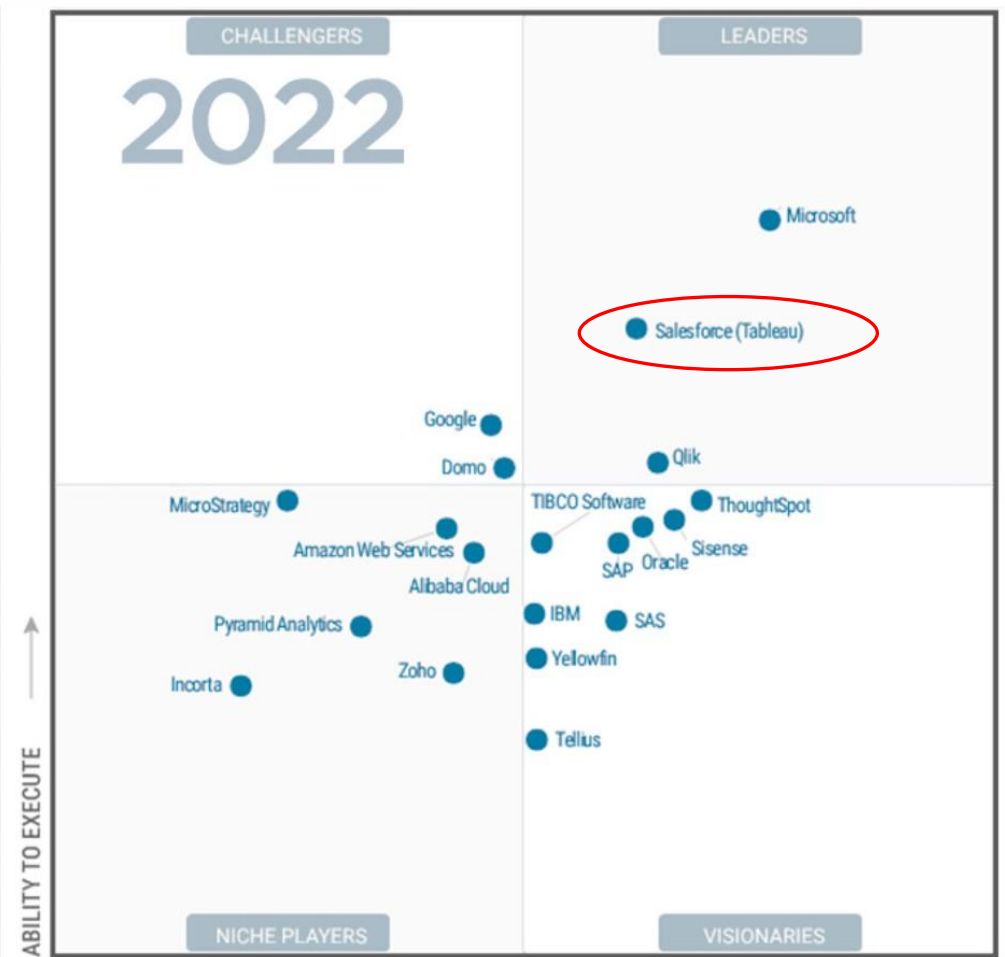 CHALLENGERS
LEADERS
2022
Microsoft
Salesforce (Tableau)
Google
Domo
Qlik
MicroStrategy
TIBCO Software
ThoughtSpot
Amazon Web Services
Sisense
SAP
Oracle
Alibaba Cloud
IBM
SAS
Pyramid Analytics
Yellowfin
Zoho
Incorta
Tellius
ABILITY TO EXECUTE
NICHE PLAYERS
VISIONARIES